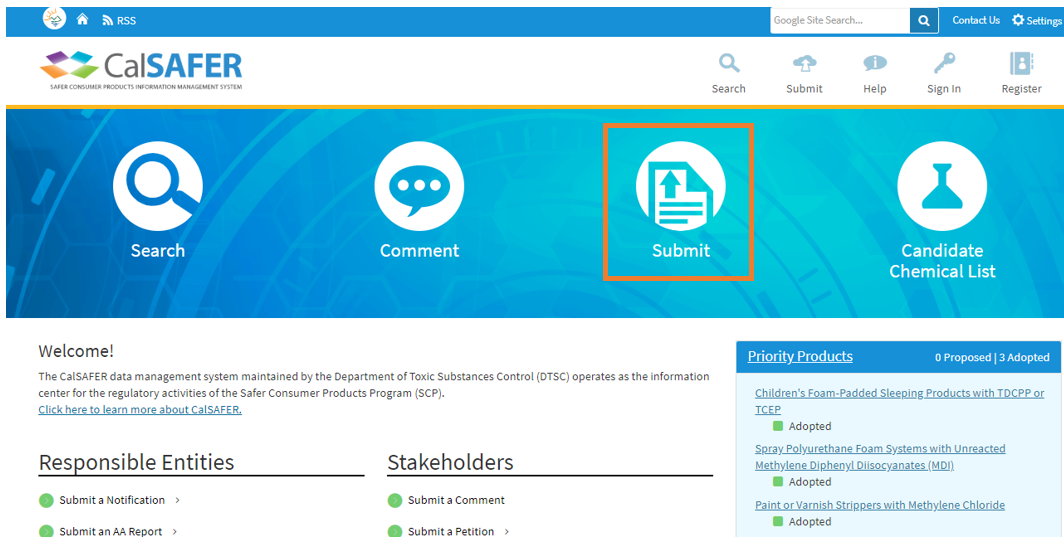 RSS
Google Site Search...
Contact Us
Settings
CalSAFER
SAFER CONSUMER PRODUCTS INFORMATION MANAGEMENT SYSTEM
Search
Submit
Help
Sign In
Register
Search
Comment
Submit
Candidate
Chemical List
Welcome!
The CalSAFER data management system maintained by the Department of Toxic Substances Control (DTSC) operates as the information
center for the regulatory activities of the Safer Consumer Products Program (SCP).
Click here to learn more about CalSAFER.
Responsible Entities
Submit a Notification >
Submit an AA Report >
Stakeholders
Submit a Comment
Submit a Petition >
Priority Products
0 Proposed | 3 Adopted
Children's Foam-Padded Sleeping Products with TDCPP or
TCEP
Adopted
Spray Polyurethane Foam Systems with Unreacted
Methylene Diphenyl Diisocyanates (MDI)
Adopted
Paint or Varnish Strippers with Methylene Chloride
Adopted